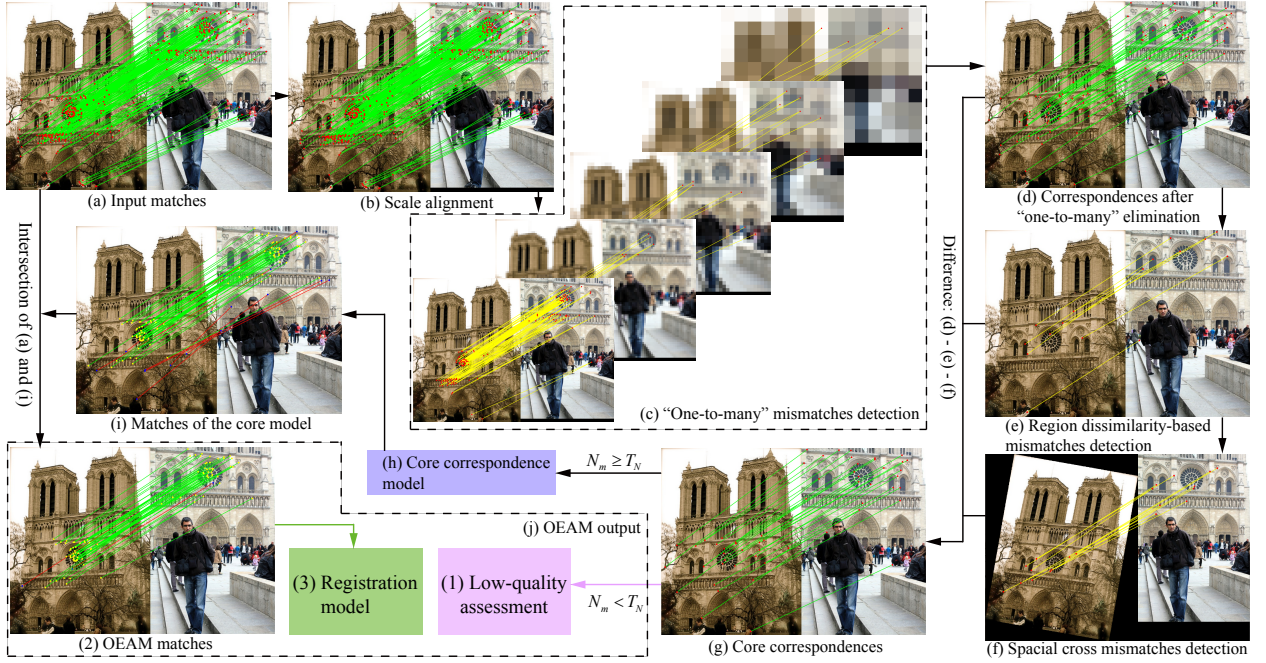 (a) Input matches
(b) Scale alignment
(c) “One-to-many” mismatches detection
(d) Correspondences after
“one-to-many” elimination
Intersection of (a) and (i)
Difference: (d) - (e) - (f)
(i) Matches of the core model
(e) Region dissimilarity-based
mismatches detection
(h) Core correspondence
model
N_m ≥ T_N
(j) OEAM output
(3) Registration
model
(1) Low-quality
assessment
N_m < T_N
(2) OEAM matches
(g) Core correspondences
(f) Spacial cross mismatches detection